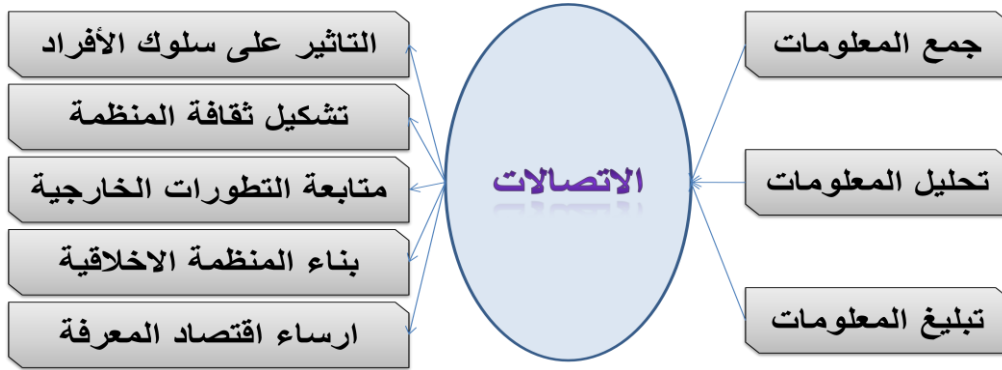 جمع المعلومات
تحليل المعلومات
تبليغ المعلومات
الاتصالات
التاثير على سلوك الأفراد
تشكيل ثقافة المنظمة
متابعة التطورات الخارجية
بناء المنظمة الاخلاقية
ارساء اقتصاد المعرفة